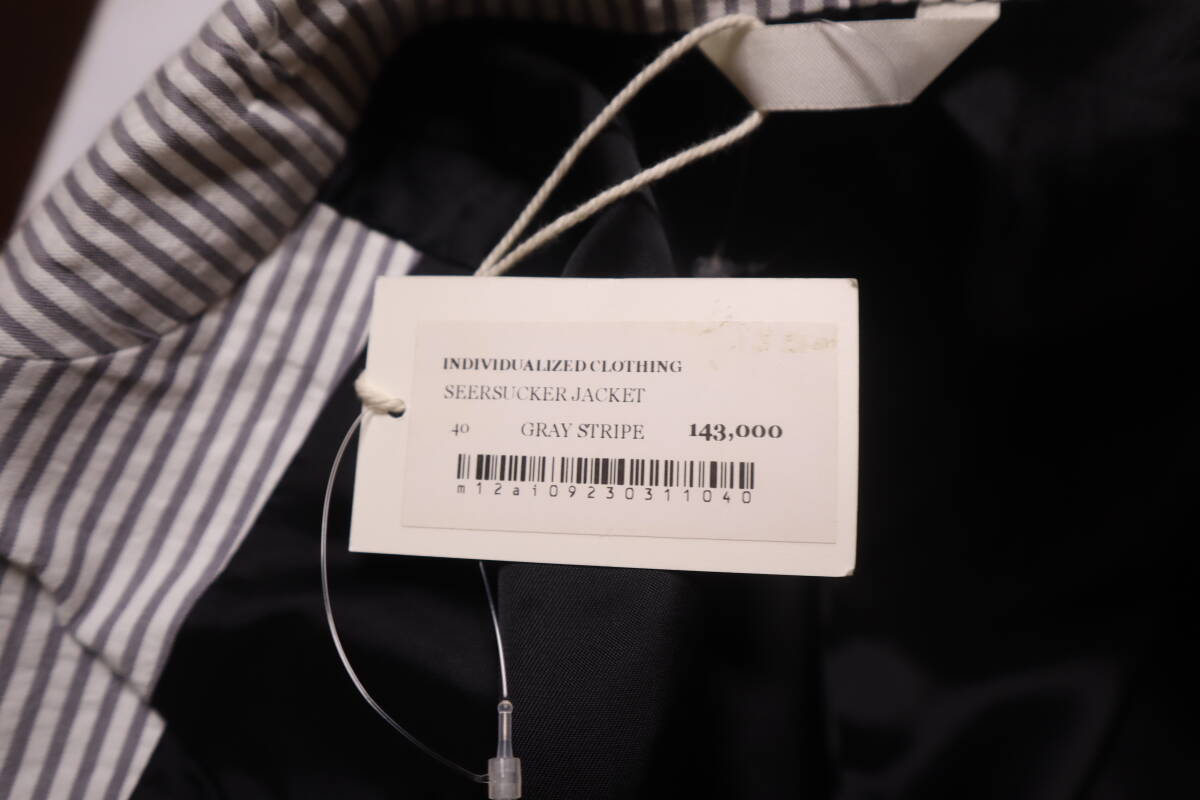 INDIVIDUALIZED CLOTHING
SEERSUCKER JACKET
40 GRAY STRIPE 143,000
m12ai09230311040